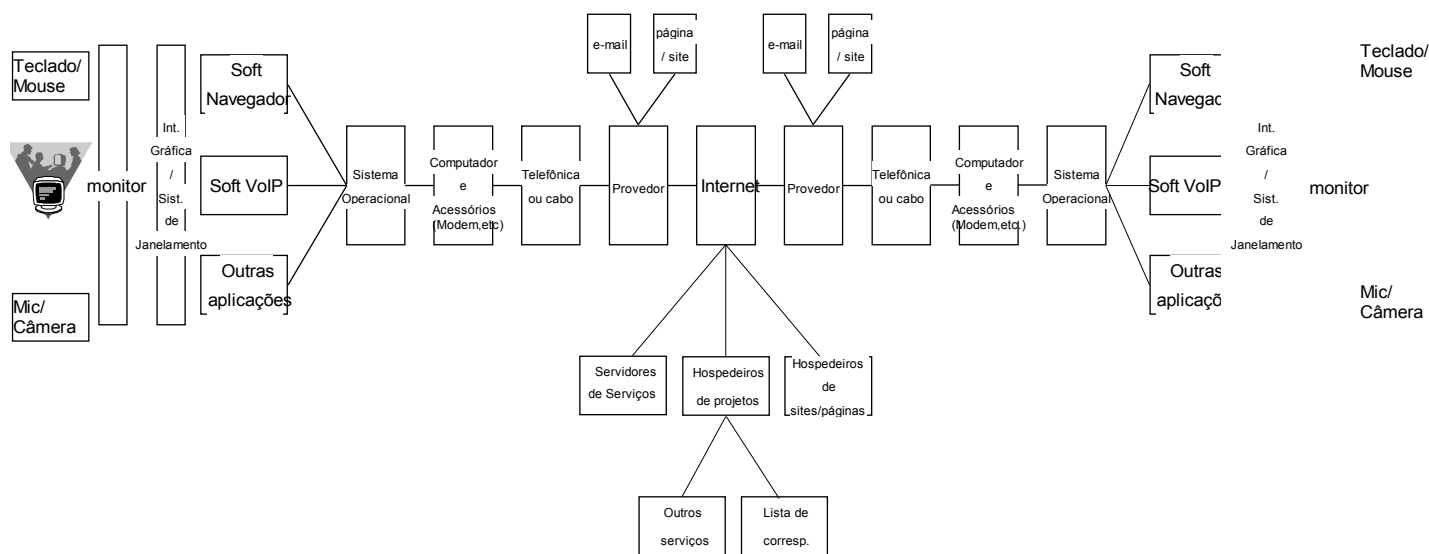 e-mail
página
/ site
e-mail
página
/ site
Teclado/
Mouse
monitor
Mic/
Câmera
Int.
Gráfica
/
Sist.
de
Janelamento
Soft
Navegador
Soft VoIP
Outras
aplicações
Sistema
Operacional
Computador
e
Acessórios
(Modem,etc)
Telefônica
ou cabo
Provedor
Internet
Provedor
Telefônica
ou cabo
Computador
e
Acessórios
(Modem,etc.)
Sistema
Operacional
Soft
Navegad
Soft VoIP
Outras
aplicaçõ
Int.
Gráfica
/
Sist.
de
Janelamento
monitor
Teclado/
Mouse
Mic/
Câmera
Servidores
de Serviços
Hospedeiros
de projetos
Hospedeiros
de
sites/páginas
Outros
serviços
Lista de
corresp.